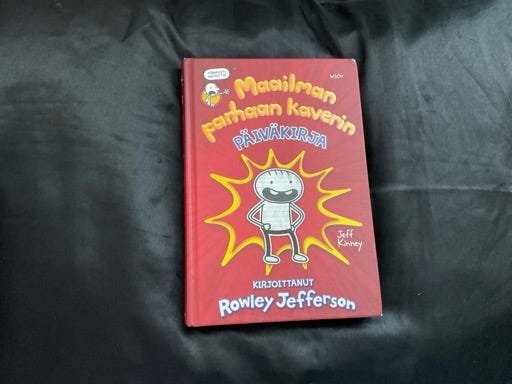 WSOY
Maailman
parhaan kaverin
PÄIVÄKIRJA
Jeff
Kinney
KIRJOITTANUT
Rowley Jefferson